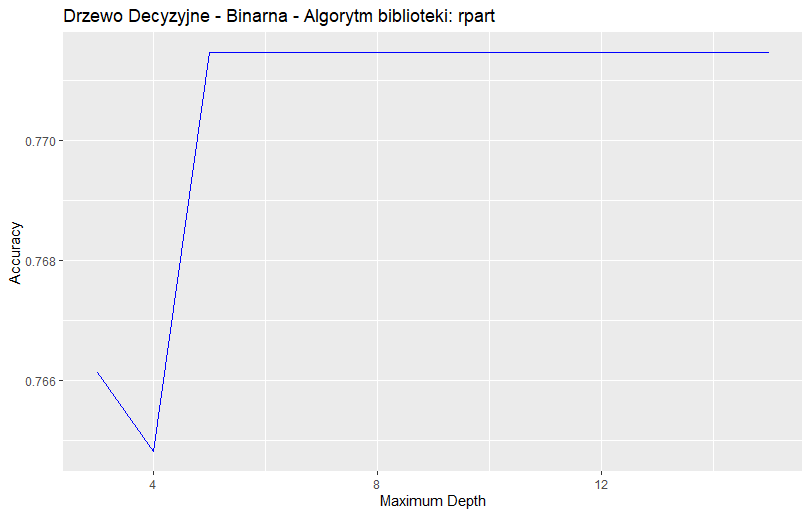 Drzewo Decyzyjne - Binarna - Algorytm biblioteki: rpart
0.770
0.768
0.766
Accuracy
4
8
12
Maximum Depth